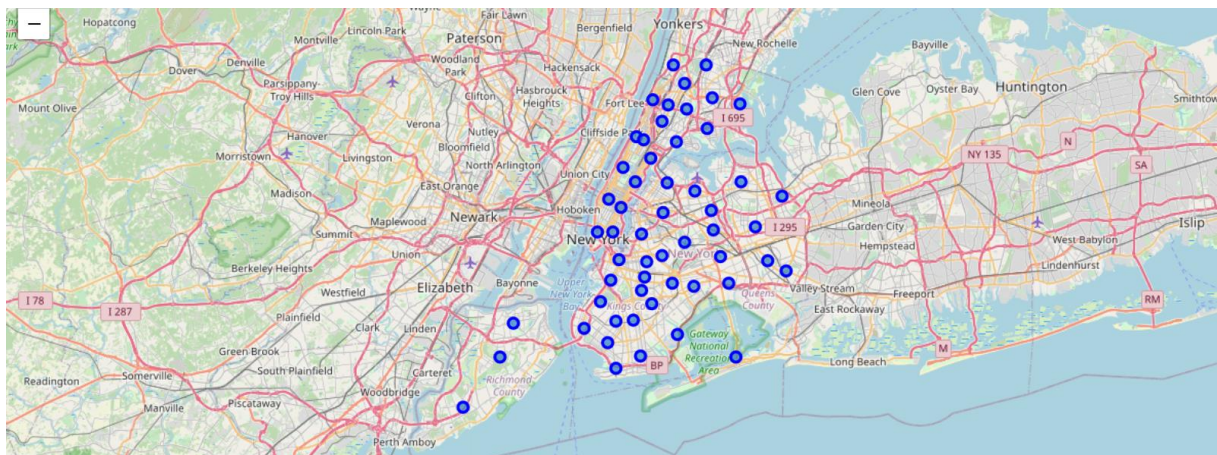 Hopatcong
Lincoln Park
Fair Lawn
Yonkers
Montville
Paterson
Bergenfield
New Rochelle
Denville
Woodland Park
Bayville
Dover
Hackensack
Parsippany-Troy Hills
Clifton
Hasbrouck Heights
Glen Cove
Oyster Bay
Huntington
Smithtow
Mount Olive
Fort Lee
I 695
Verona
Nutley
Hanover
Cliffside Pa
Bloomfield
N
Morristown
Livingston
North Arlington
NY 135
SA
Union City
Madison
East Orange
Mineola
Hoboken
Maplewood
Newark
I 295
Garden City
Islip
Summit
New York
West Babylon
Hempstead
Union
New York
Berkeley Heights
Lindenhurst
Elizabeth
Bayonne
Upper New York Bay
Valley Stream
Freeport
I 78
Westfield
Queens County
RM
I 287
Plainfield
Kings County
East Rockaway
Clark
Linden
Green Brook
Gateway National Recreation Area
M
South Plainfield
Carteret
BP
Long Beach
Somerville
Richmond County
Readington
Woodbridge
Manville
Piscataway
Perth Amboy